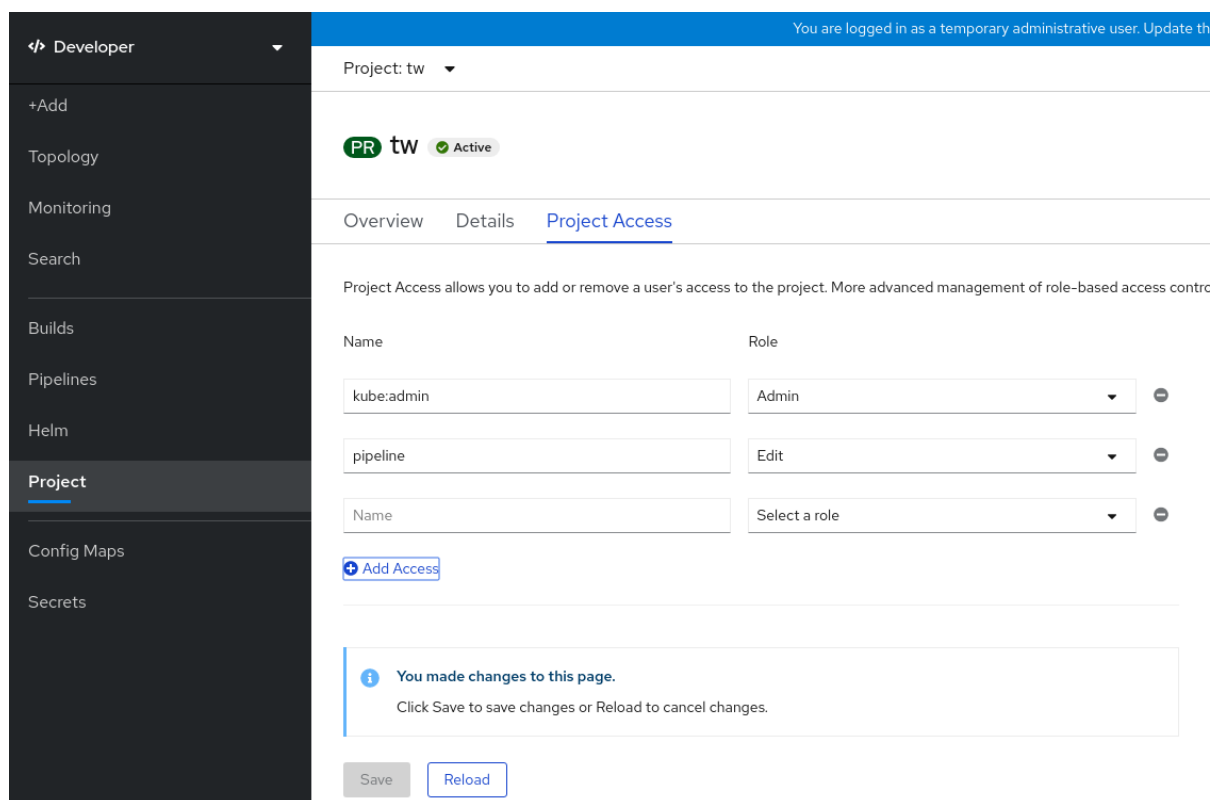 Developer
You are logged in as a temporary administrative user. Update th
Project: tw
+Add
Topology
Monitoring
Search
Builds
Pipelines
Helm
Project
Config Maps
Secrets
PR tw Active
Overview Details Project Access
Project Access allows you to add or remove a user's access to the project. More advanced management of role-based access contro
Name Role
kube:admin Admin
pipeline Edit
Name Select a role
Add Access
You made changes to this page.
Click Save to save changes or Reload to cancel changes.
Save Reload